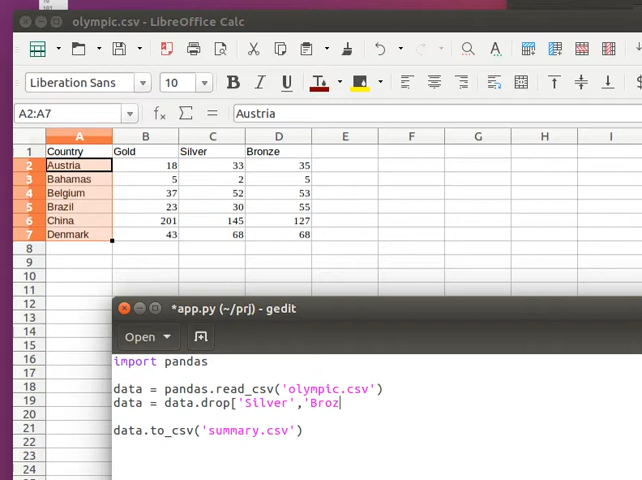 olympic.csv - LibreOffice Calc
Liberation Sans 10 B I U T
A2:A7 fx Σ = Austria
A B C D E F G H I
1 Country Gold Silver Bronze
2 Austria 18 33 35
3 Bahamas 5 2 5
4 Belgium 37 52 53
5 Brazil 23 30 55
6 China 201 145 127
7 Denmark 43 68 68
8
9
10
11
12
13
14
15
16
17
18
19
20
21
22
23
24
*app.py (~/prj) - gedit
Open
import pandas
data = pandas.read_csv('olympic.csv')
data = data.drop['Silver','Broz
data.to_csv('summary.csv')